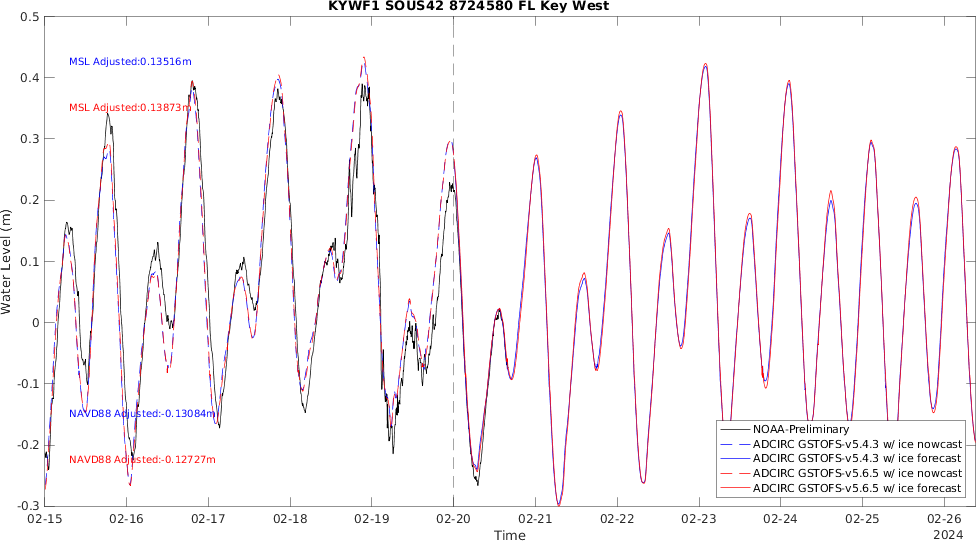 KYWF1 SOUS42 8724580 FL Key West
0.5
MSL Adjusted:0.13516m
0.4
MSL Adjusted:0.13873m
0.3
0.2
0.1
0
-0.1
NAVD88 Adjusted:-0.13084m
-0.2
NAVD88 Adjusted:-0.12727m
-0.3
Water Level (m)
NOAA-Preliminary
ADCIRC GSTOFS-v5.4.3 w/ ice nowcast
ADCIRC GSTOFS-v5.4.3 w/ ice forecast
ADCIRC GSTOFS-v5.6.5 w/ ice nowcast
ADCIRC GSTOFS-v5.6.5 w/ ice forecast
02-15 02-16 02-17 02-18 02-19 02-20 02-21 02-22 02-23 02-24 02-25 02-26
Time
2024